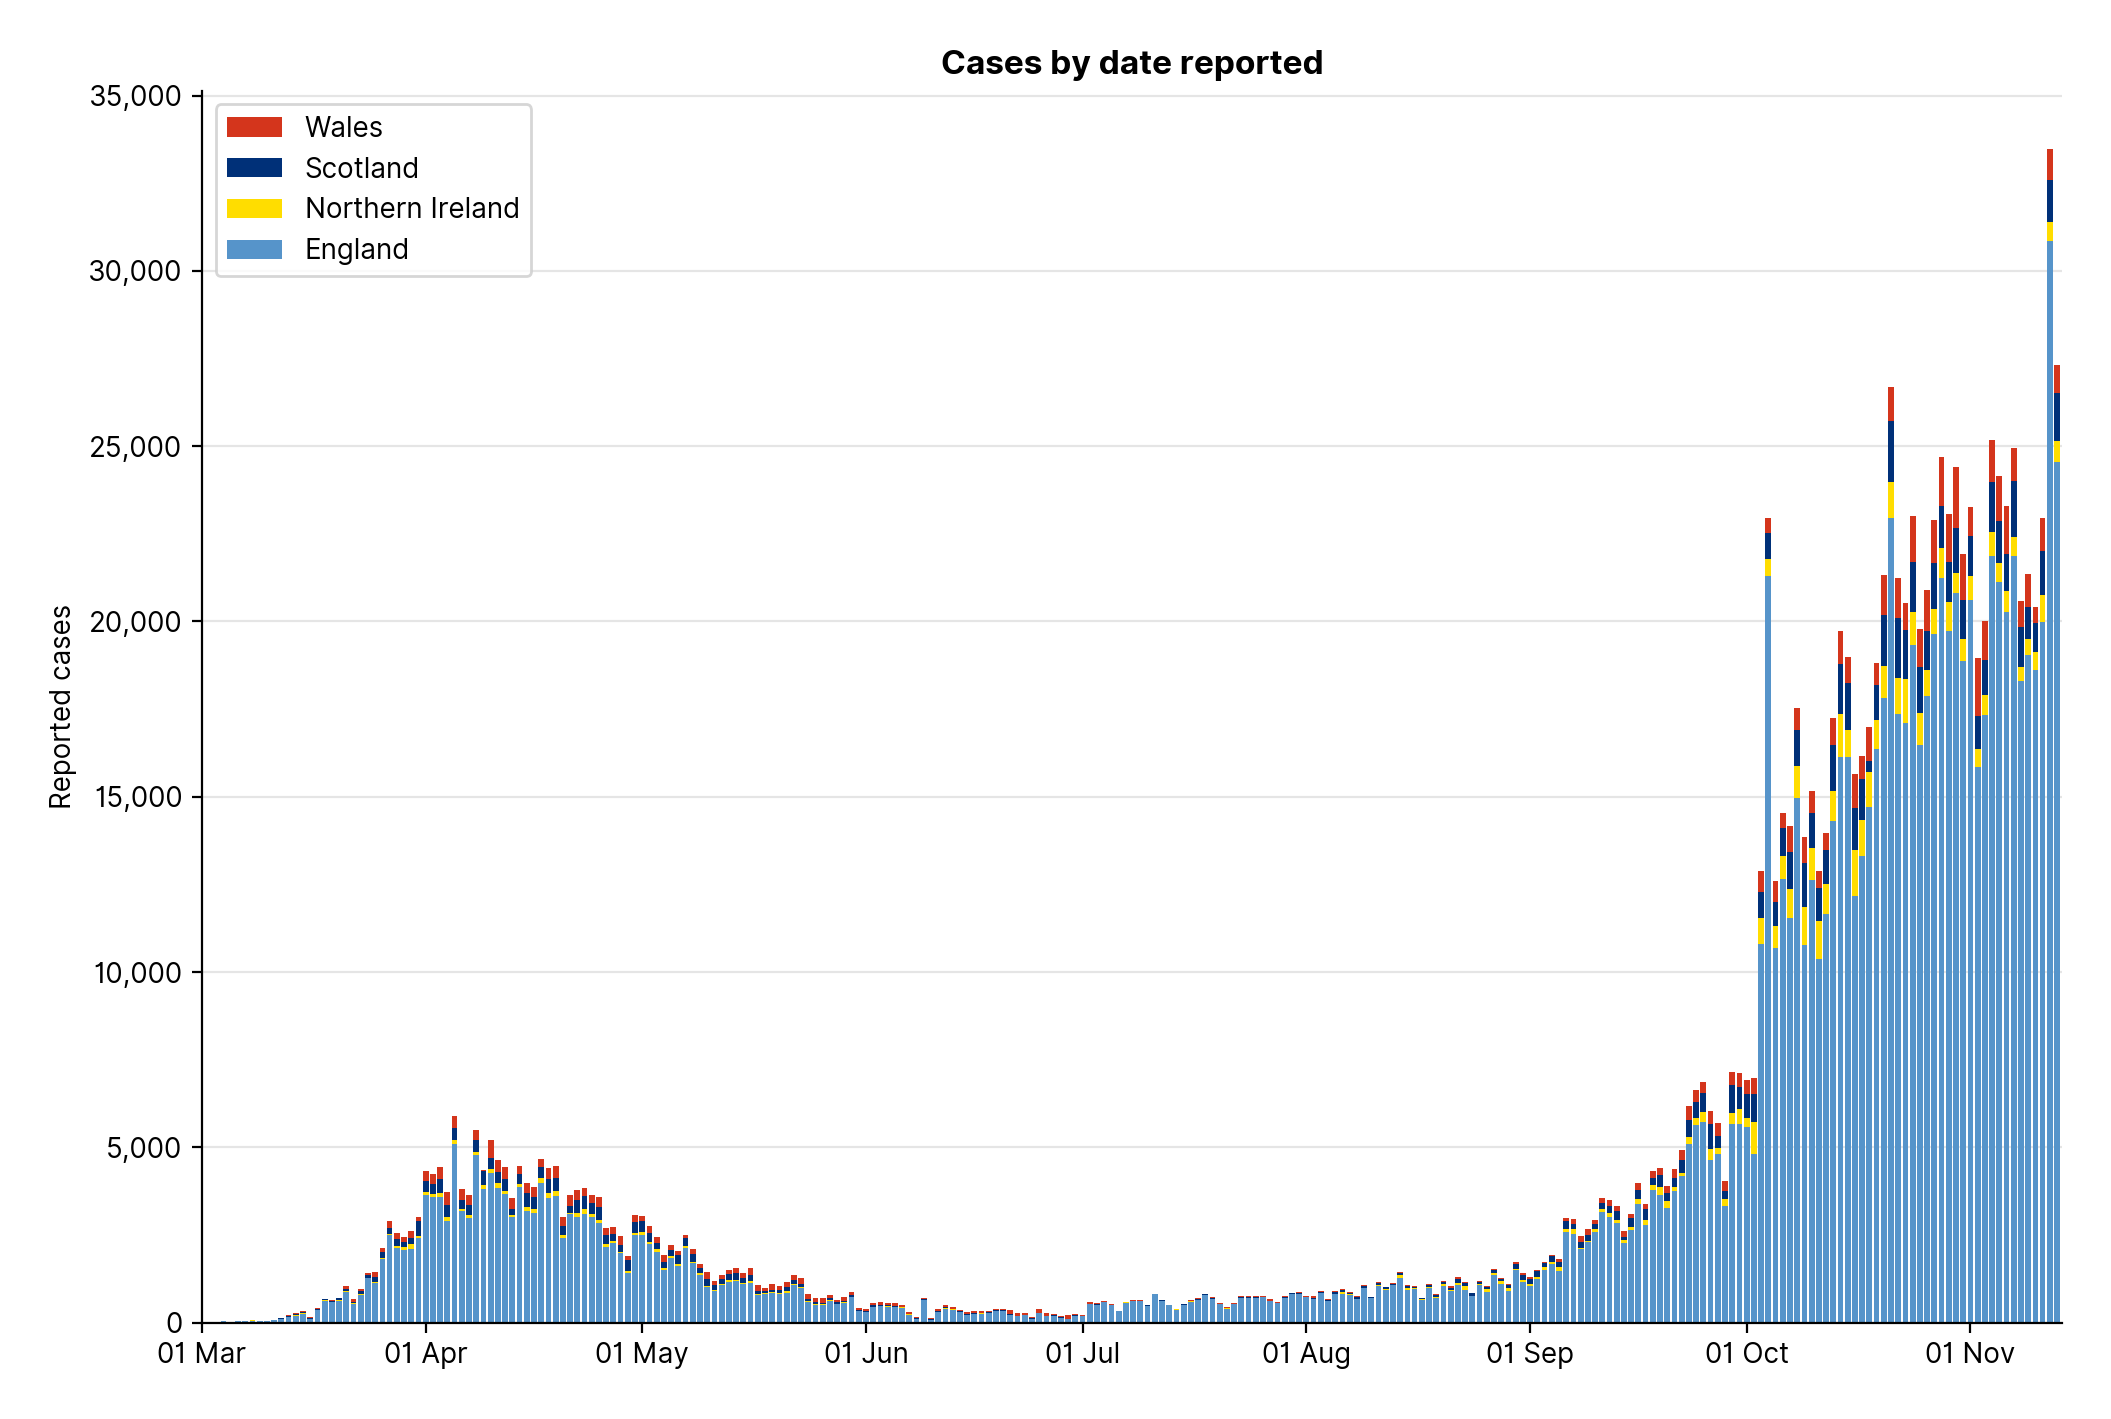 Cases by date reported
35,000
30,000
25,000
20,000
15,000
10,000
5,000
0
Reported cases
Wales
Scotland
Northern Ireland
England
01 Mar
01 Apr
01 May
01 Jun
01 Jul
01 Aug
01 Sep
01 Oct
01 Nov